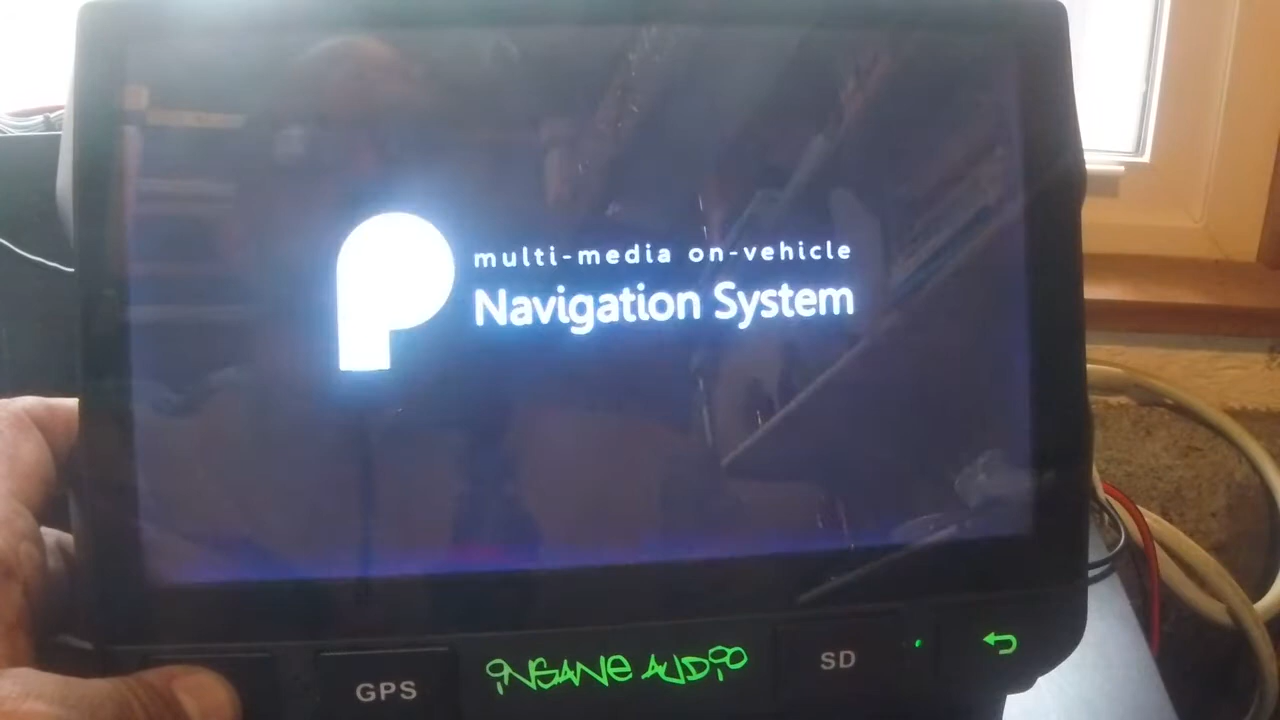 multi-media on-vehicle
Navigation System
GPS
INSANE AUDIO
SD